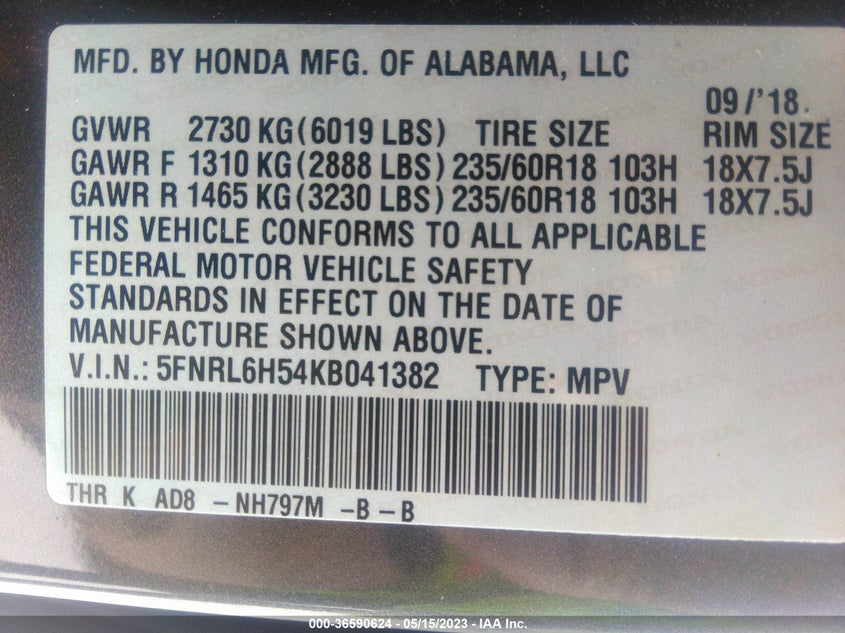 MFD. BY HONDA MFG. OF ALABAMA, LLC
09/'18.
GVWR 2730 KG(6019 LBS) TIRE SIZE RIM SIZE
GAWR F 1310 KG(2888 LBS) 235/60R18 103H 18X7.5J
GAWR R 1465 KG(3230 LBS) 235/60R18 103H 18X7.5J
THIS VEHICLE CONFORMS TO ALL APPLICABLE
FEDERAL MOTOR VEHICLE SAFETY
STANDARDS IN EFFECT ON THE DATE OF
MANUFACTURE SHOWN ABOVE.
V.I.N.: 5FNRL6H54KB041382 TYPE: MPV
THR K AD8 -NH797M -B-B
000-36590624 - 05/15/2023 - IAA Inc.